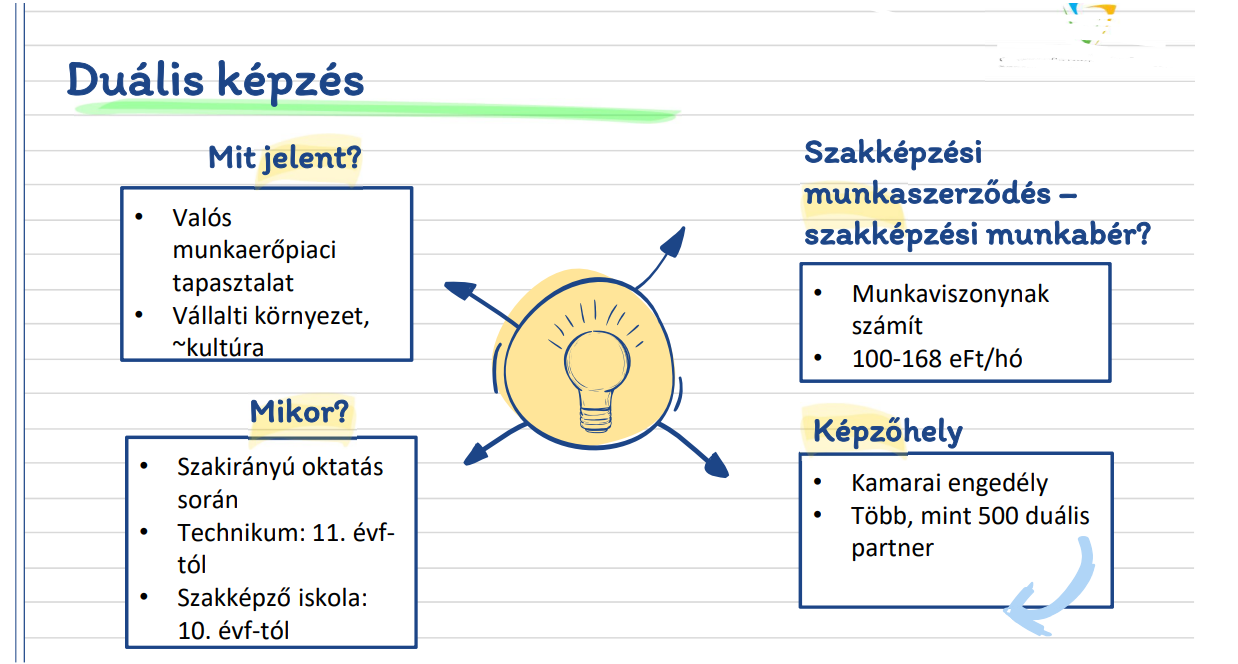 Duális képzés
Mit jelent?
• Valós
munkaerőpiaci
tapasztalat
• Vállalti környezet,
~kultúra
Mikor?
• Szakirányú oktatás
során
• Technikum: 11. évf-
tól
• Szakképző iskola:
10. évf-tól
Szakképzési
munkaszerződés –
szakképzési munkabér?
• Munkaviszonynak
számít
• 100-168 eFt/hó
Képzőhely
• Kamarai engedély
• Több, mint 500 duális
partner